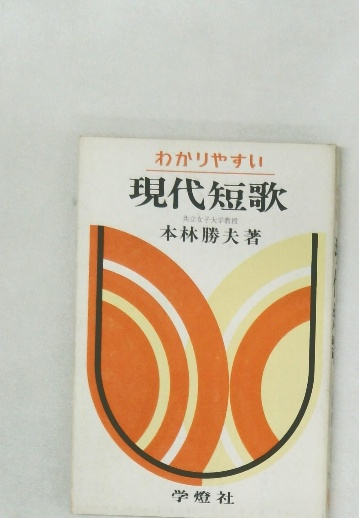 わかりやすい
現代短歌
共立女子大学教授
本林勝夫著
学燈社